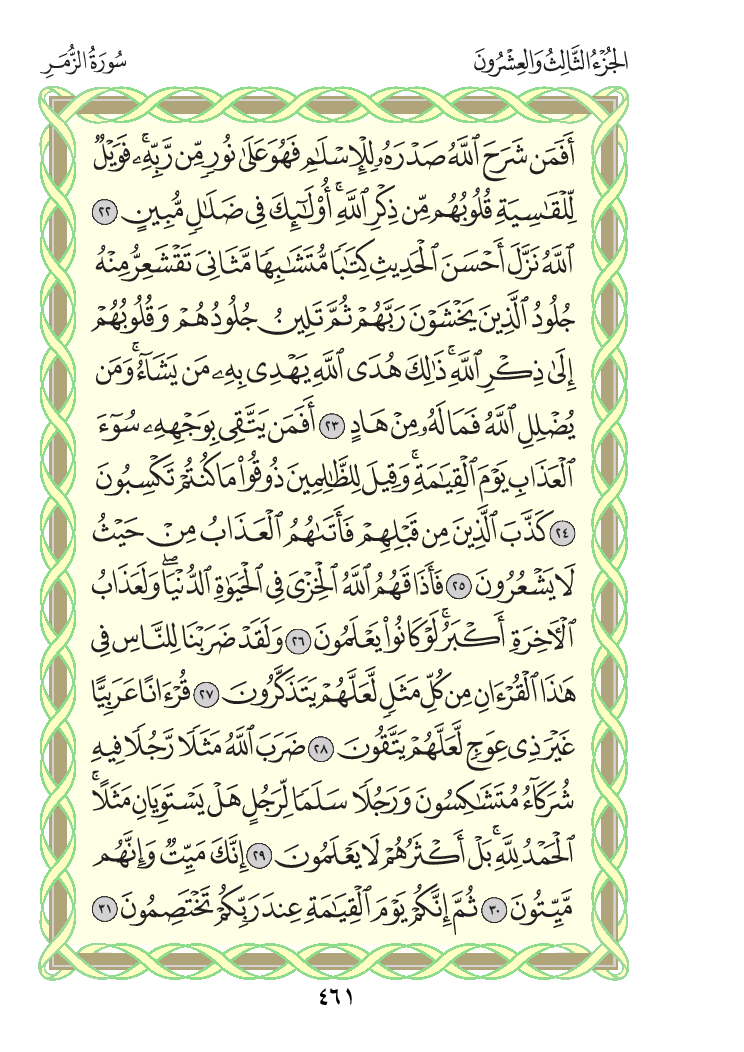 الجُزْءُ الثَّالِثُ وَالعِشْرُونَ
سُورَةُ الزُّمَرِ
أَفَمَن شَرَحَ ٱللَّهُ صَدْرَهُۥ لِلْإِسْلَٰمِ فَهُوَ عَلَىٰ نُورٍ مِّن رَّبِّهِۦۚ فَوَيْلٌ
لِّلْقَٰسِيَةِ قُلُوبُهُم مِّن ذِكْرِ ٱللَّهِۚ أُو۟لَٰٓئِكَ فِى ضَلَٰلٍ مُّبِينٍ ٢٢
ٱللَّهُ نَزَّلَ أَحْسَنَ ٱلْحَدِيثِ كِتَٰبًا مُّتَشَٰبِهًا مَّثَانِىَ تَقْشَعِرُّ مِنْهُ
جُلُودُ ٱلَّذِينَ يَخْشَوْنَ رَبَّهُمْ ثُمَّ تَلِينُ جُلُودُهُمْ وَقُلُوبُهُمْ
إِلَىٰ ذِكْرِ ٱللَّهِۚ ذَٰلِكَ هُدَى ٱللَّهِ يَهْدِى بِهِۦ مَن يَشَآءُۚ وَمَن
يُضْلِلِ ٱللَّهُ فَمَا لَهُۥ مِنْ هَادٍ ٢٣ أَفَمَن يَتَّقِى بِوَجْهِهِۦ سُوٓءَ
ٱلْعَذَابِ يَوْمَ ٱلْقِيَٰمَةِۚ وَقِيلَ لِلظَّٰلِمِينَ ذُوقُوا۟ مَا كُنتُمْ تَكْسِبُونَ
٢٤ كَذَّبَ ٱلَّذِينَ مِن قَبْلِهِمْ فَأَتَىٰهُمُ ٱلْعَذَابُ مِنْ حَيْثُ
لَا يَشْعُرُونَ ٢٥ فَأَذَاقَهُمُ ٱللَّهُ ٱلْخِزْىَ فِى ٱلْحَيَوٰةِ ٱلدُّنْيَاۖ وَلَعَذَابُ
ٱلْأَخِرَةِ أَكْبَرُۚ لَوْ كَانُوا۟ يَعْلَمُونَ ٢٦ وَلَقَدْ ضَرَبْنَا لِلنَّاسِ فِى
هَٰذَا ٱلْقُرْءَانِ مِن كُلِّ مَثَلٍ لَّعَلَّهُمْ يَتَذَكَّرُونَ ٢٧ قُرْءَانًا عَرَبِيًّا
غَيْرَ ذِى عِوَجٍ لَّعَلَّهُمْ يَتَّقُونَ ٢٨ ضَرَبَ ٱللَّهُ مَثَلًا رَّجُلًا فِيهِ
شُرَكَآءُ مُتَشَٰكِسُونَ وَرَجُلًا سَلَمًا لِّرَجُلٍ هَلْ يَسْتَوِيَانِ مَثَلًاۚ
ٱلْحَمْدُ لِلَّهِۚ بَلْ أَكْثَرُهُمْ لَا يَعْلَمُونَ ٢٩ إِنَّكَ مَيِّتٌ وَإِنَّهُم
مَّيِّتُونَ ٣٠ ثُمَّ إِنَّكُمْ يَوْمَ ٱلْقِيَٰمَةِ عِندَ رَبِّكُمْ تَخْتَصِمُونَ ٣١
٤٦١